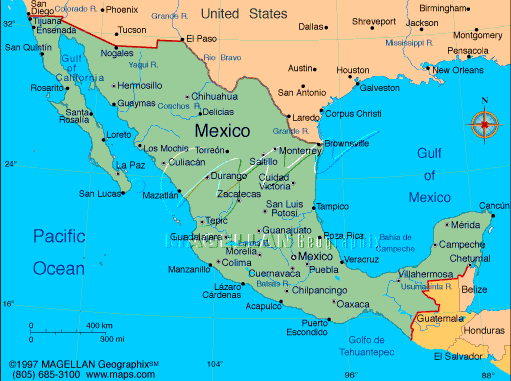 San
Diego
Colorado R.
Phoenix
United States
Birmingham
32°
Tijuana
Ensenada
Tucson
Dallas
Shreveport
Jackson
Montgomery
Nogales
El Paso
Mississippi R.
Pensacola
San Quintín
Gulf
of
California
Yaqui R.
Rio Bravo
Austin
Houston
New Orleans
Rosarito
Hermosillo
Chihuahua
San Antonio
Galveston
Santa
Rosalía
Guaymas
Conchos R.
Delicias
Laredo
Corpus Christi
Loreto
Mexico
Grande R.
Los Mochis
Torreón
Monterrey
Brownsville
24°
La Paz
Culiacán
Saltillo
Gulf
of
Mexico
Durango
Cuidad
Victoria
San Lucas
Mazatlán
Zacatecas
San Luis
Potosí
Tampico
Cancún
Tepic
Mérida
Pacific
Ocean
Guadalajara
Guanajuato
Poza Rica
Bahía de
Campeche
Campeche
MAGELLAN Geographix
Morelia
Mexico
Veracruz
Chetumal
Manzanillo
Colima
Puebla
Villahermosa
Cuernavaca
Usumacinta R.
Belize
Lázaro
Cárdenas
Balsas R.
Chilpancingo
16°
Acapulco
Oaxaca
Guatemala
Puerto
Escondido
Honduras
0
400 km
0
300 mi
Golfo de
Tehuantepec
El Salvador
N
©1997 MAGELLAN Geographix℠
(805) 685-3100 www.maps.com
104°
96°
88°